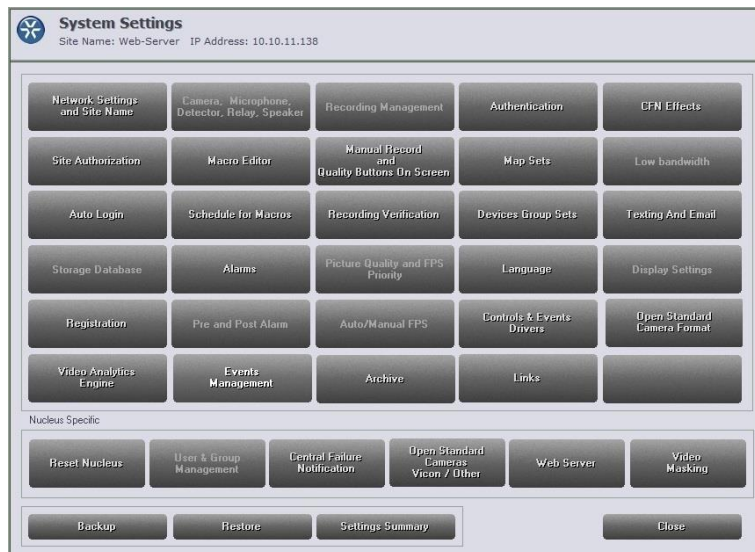 System Settings
Site Name: Web-Server IP Address: 10.10.11.138
Network Settings
and Site Name
Camera, Microphone,
Detector, Relay, Speaker
Recording Management
Authentication
CFN Effects
Site Authorization
Macro Editor
Manual Record
and
Quality Buttons On Screen
Map Sets
Low bandwidth
Auto Login
Schedule for Macros
Recording Verification
Devices Group Sets
Texting And Email
Storage Database
Alarms
Picture Quality and FPS
Priority
Language
Display Settings
Registration
Pre and Post Alarm
Auto/Manual FPS
Controls & Events
Drivers
Open Standard
Camera Format
Video Analytics
Engine
Events
Management
Archive
Links
Nucleus Specific
Reset Nucleus
User & Group
Management
Central Failure
Notification
Open Standard
Cameras
Vicon / Other
Web Server
Video
Masking
Backup
Restore
Settings Summary
Close